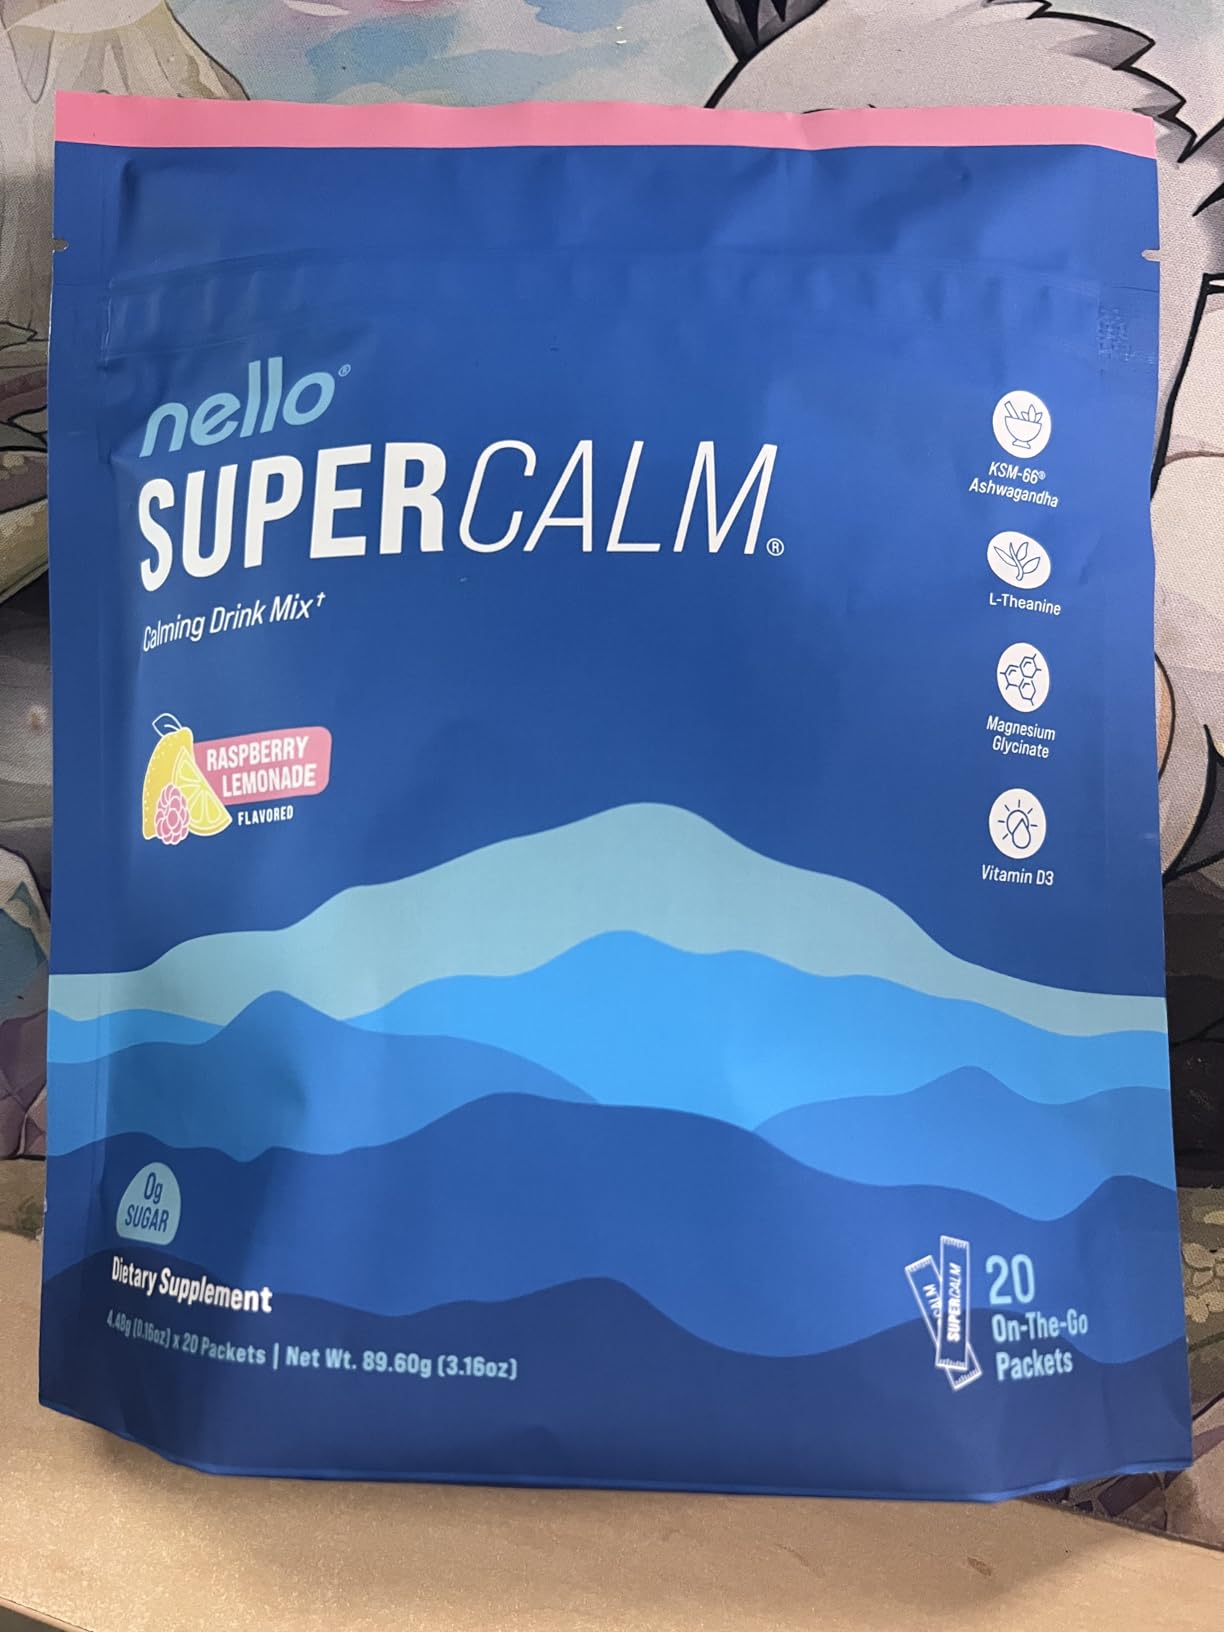 nello®
SUPERCALM®
Calming Drink Mix†
RASPBERRY
LEMONADE
FLAVORED
KSM-66®
Ashwagandha
L-Theanine
Magnesium
Glycinate
Vitamin D3
0g
SUGAR
Dietary Supplement
4.48g (0.16oz) x 20 Packets | Net Wt. 89.60g (3.16oz)
CALM
SUPERCALM
20
On-The-Go
Packets